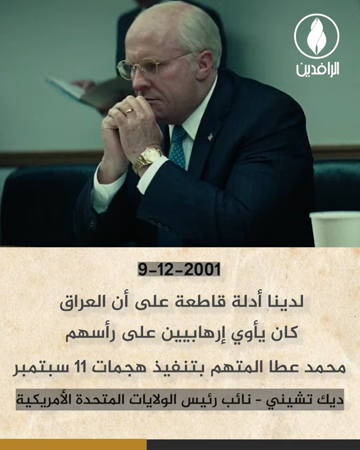 الرافدين
9-12-2001
لدينا أدلة قاطعة على أن العراق
كان يأوي إرهابيين على رأسهم
محمد عطا المتهم بتنفيذ هجمات 11 سبتمبر
ديك تشيني - نائب رئيس الولايات المتحدة الأمريكية